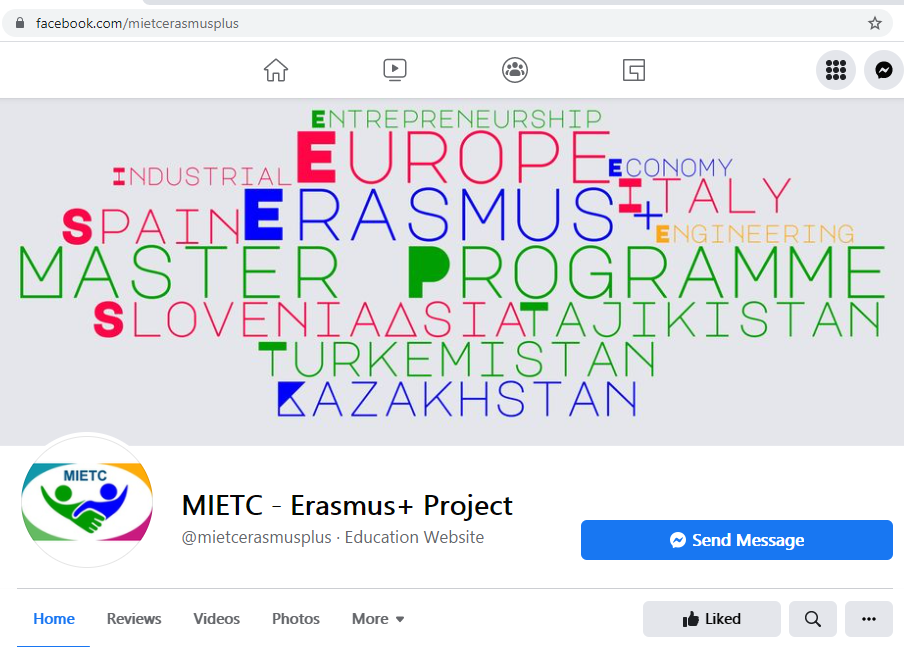 facebook.com/mietcerasmusplus
ENTREPRENEURSHIP
EUROPE
ECONOMY
INDUSTRIAL
ITALY
SPAIN
ERASMUS+
ENGINEERING
MASTER PROGRAMME
SLOVENIA ASIA TAJIKISTAN
TURKEMISTAN
KAZAKHSTAN
MIETC
MIETC - Erasmus+ Project
@mietcerasmusplus · Education Website
Send Message
Home Reviews Videos Photos More
Liked